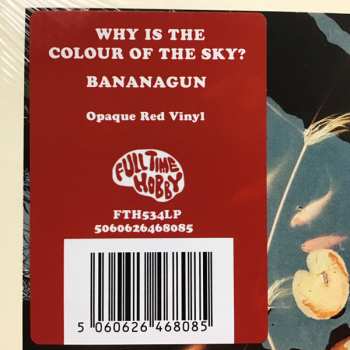 WHY IS THE
COLOUR OF THE SKY?
BANANAGUN
Opaque Red Vinyl
FULL TIME
HOBBY
FTH534LP
5060626468085
5 060626 468085